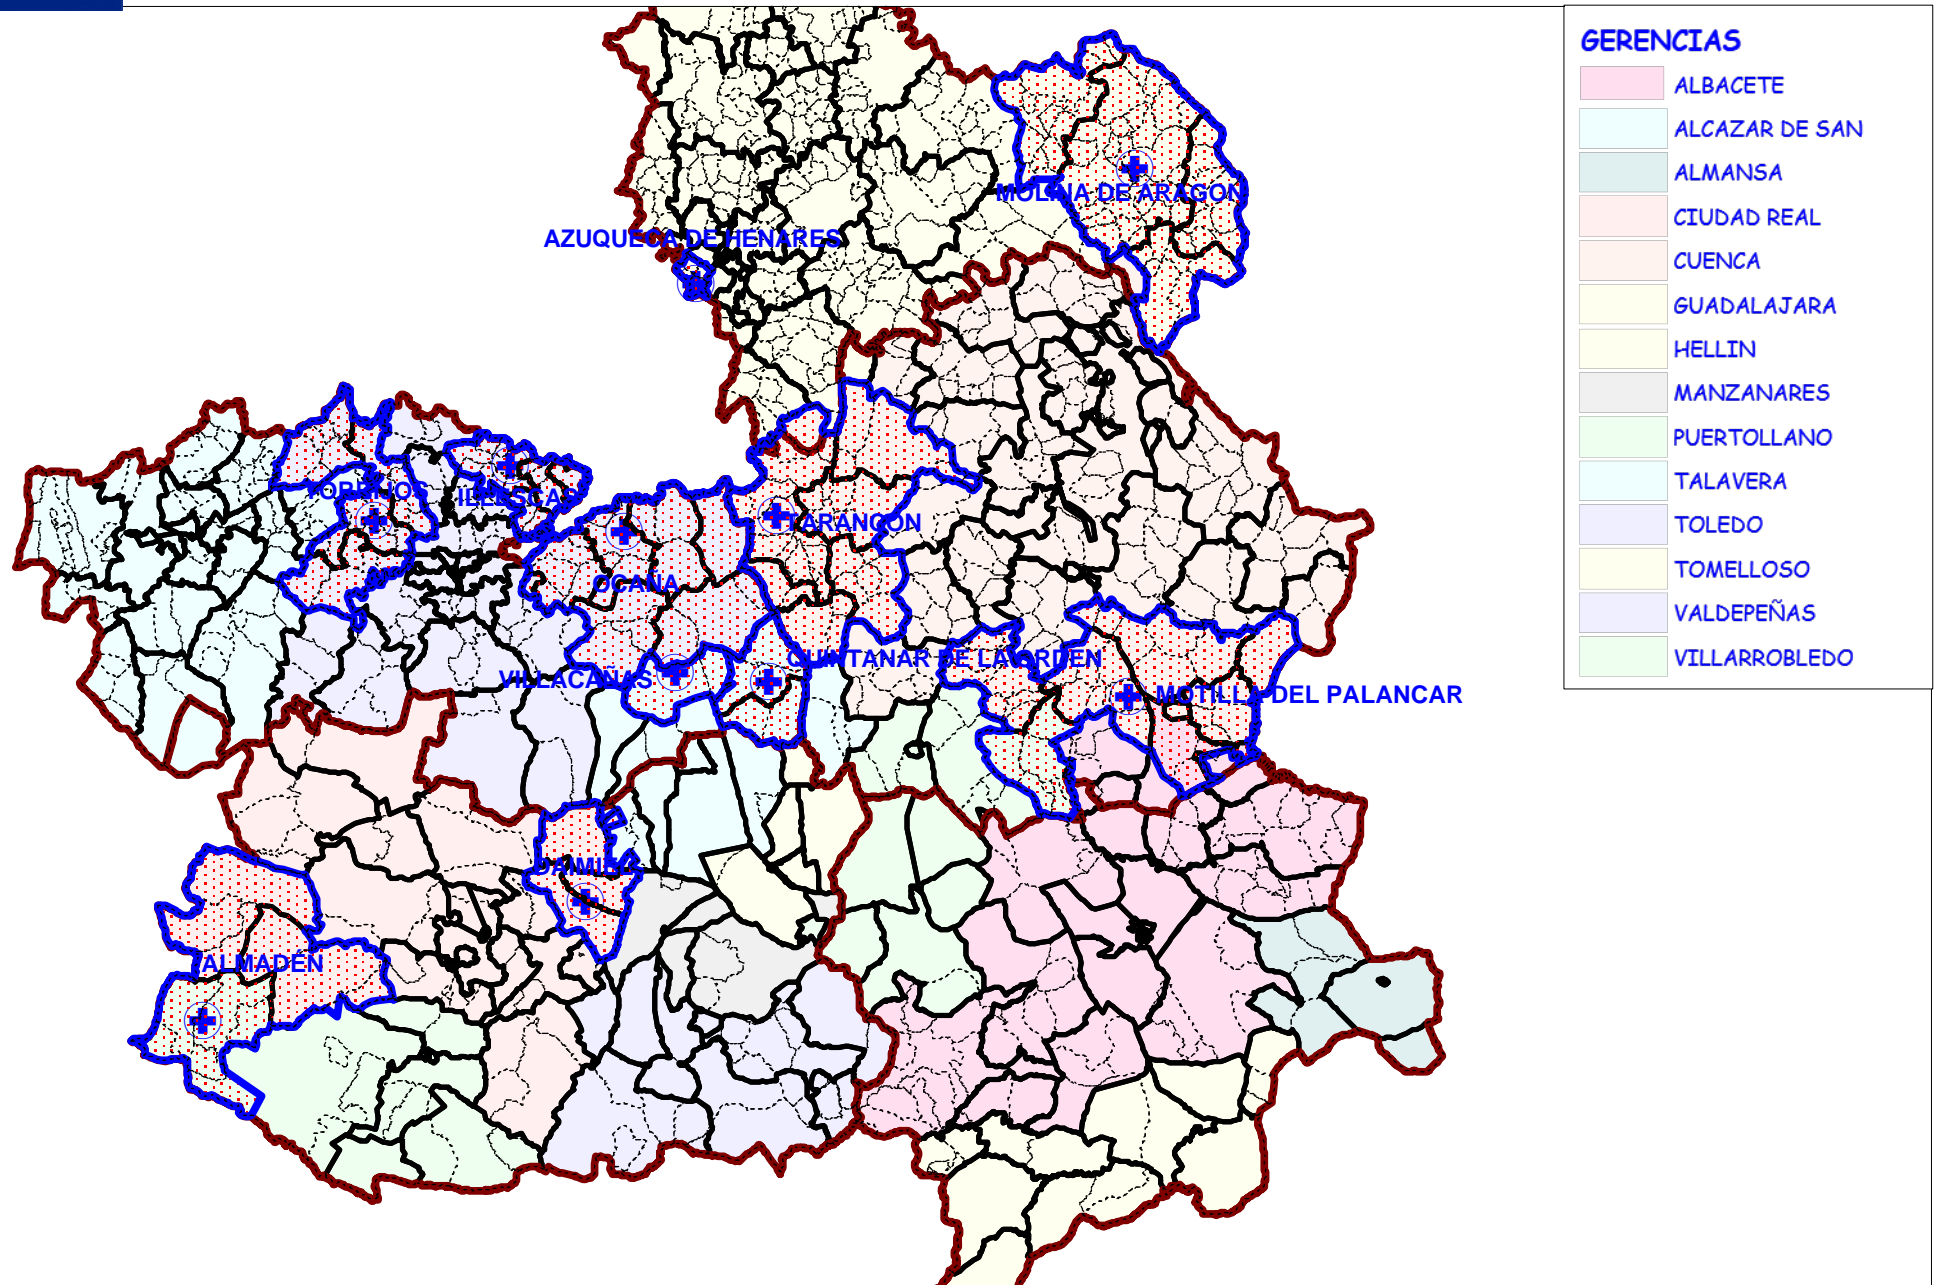 GERENCIAS
ALBACETE
ALCAZAR DE SAN
ALMANSA
CIUDAD REAL
CUENCA
GUADALAJARA
HELLIN
MANZANARES
PUERTOLLANO
TALAVERA
TOLEDO
TOMELLOSO
VALDEPEÑAS
VILLARROBLEDO
MOLINA DE ARAGON
AZUQUECA DE HENARES
TORRIJOS
ILLESCAS
TARANCON
OCAÑA
QUINTANAR DE LA ORDEN
VILLACAÑAS
MOTILLA DEL PALANCAR
DAIMIEL
ALMADEN